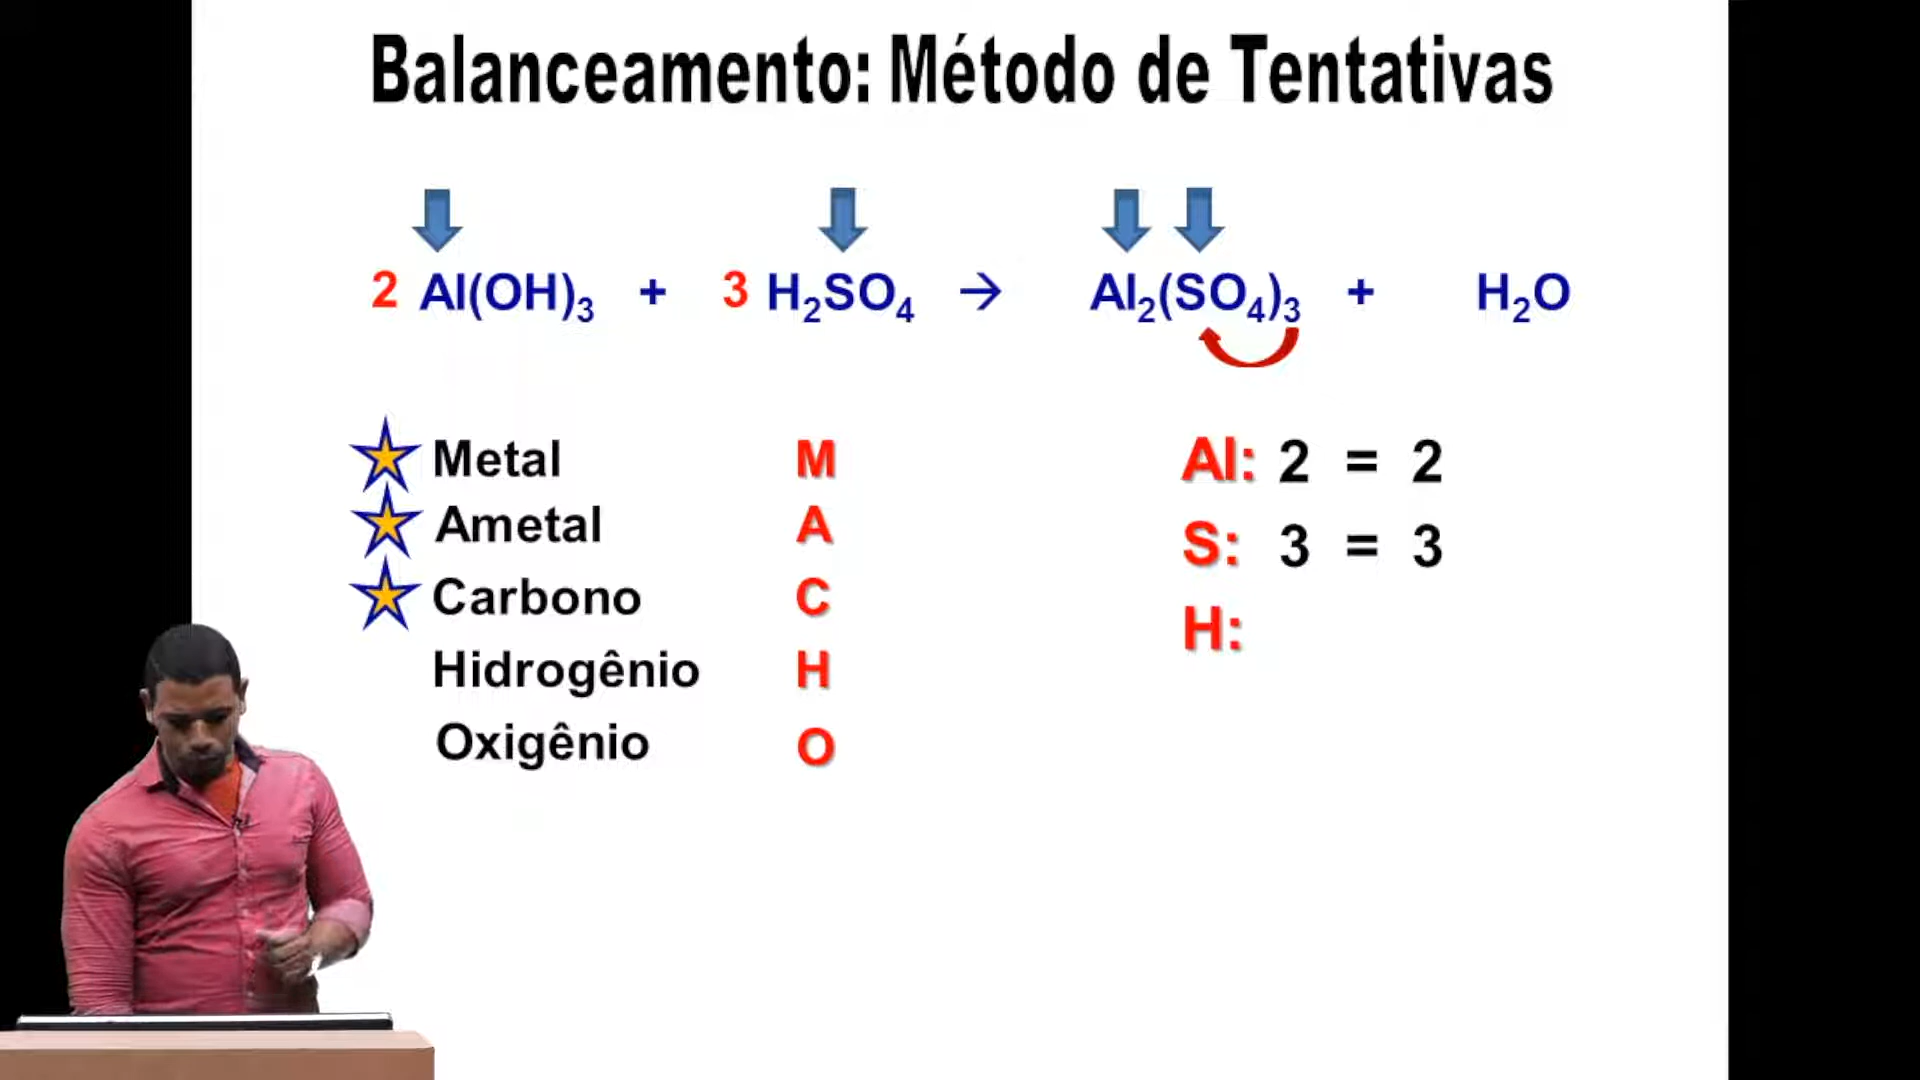 Balanceamento: Método de Tentativas
2 Al(OH)₃ + 3 H₂SO₄ → Al₂(SO₄)₃ + H₂O
Metal M
Ametal A
Carbono C
Hidrogênio H
Oxigênio O
Al: 2 = 2
S: 3 = 3
H: